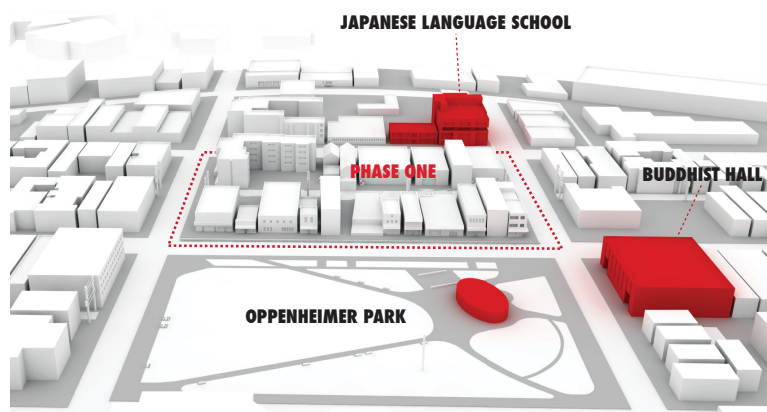 JAPANESE LANGUAGE SCHOOL
PHASE ONE
BUDDHIST HALL
OPPENHEIMER PARK